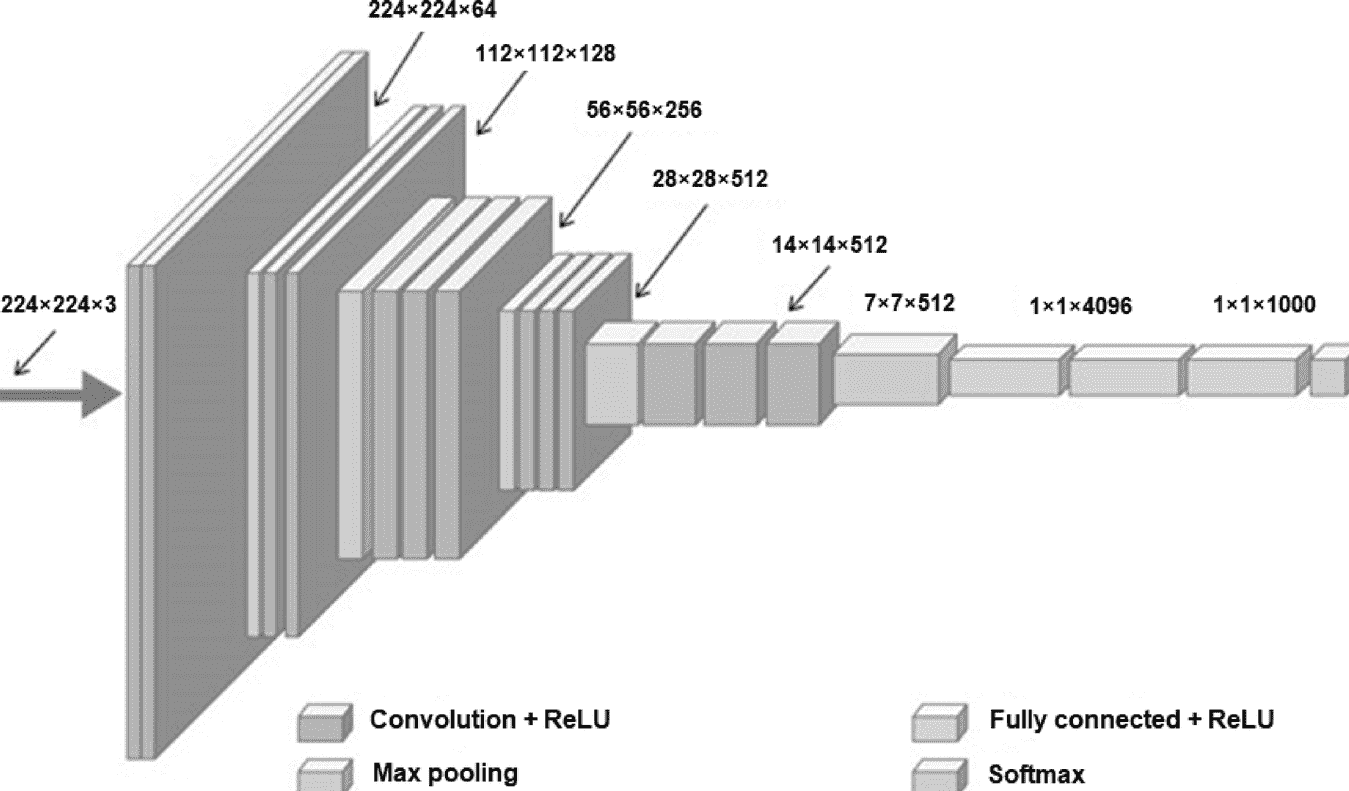 224×224×64
112×112×128
56×56×256
28×28×512
14×14×512
224×224×3
7×7×512
1×1×4096
1×1×1000
Convolution + ReLU
Fully connected + ReLU
Max pooling
Softmax